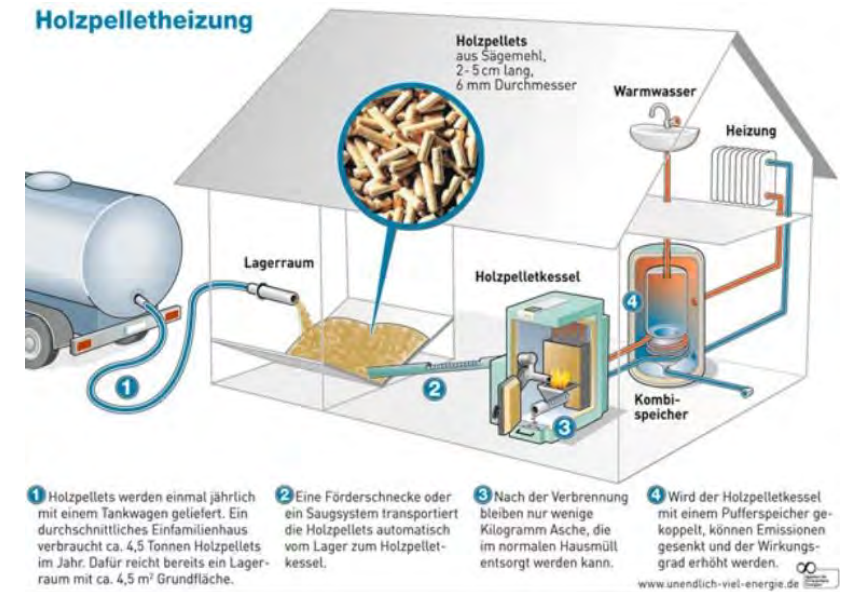 Holzpelletheizung
Holzpellets
aus Sägemehl,
2-5 cm lang,
6 mm Durchmesser
Warmwasser
Heizung
Lagerraum
Holzpelletkessel
4
1
2
3
Kombi-
speicher
1 Holzpellets werden einmal jährlich
mit einem Tankwagen geliefert. Ein
durchschnittliches Einfamilienhaus
verbraucht ca. 4,5 Tonnen Holzpellets
im Jahr. Dafür reicht bereits ein Lager-
raum mit ca. 4,5 m² Grundfläche.
2 Eine Förderschnecke oder
ein Saugsystem transportiert
die Holzpellets automatisch
vom Lager zum Holzpellet-
kessel.
3 Nach der Verbrennung
bleiben nur wenige
Kilogramm Asche, die
im normalen Hausmüll
entsorgt werden kann.
4 Wird der Holzpelletkessel
mit einem Pufferspeicher ge-
koppelt, können Emissionen
gesenkt und der Wirkungs-
grad erhöht werden.
www.unendlich-viel-energie.de